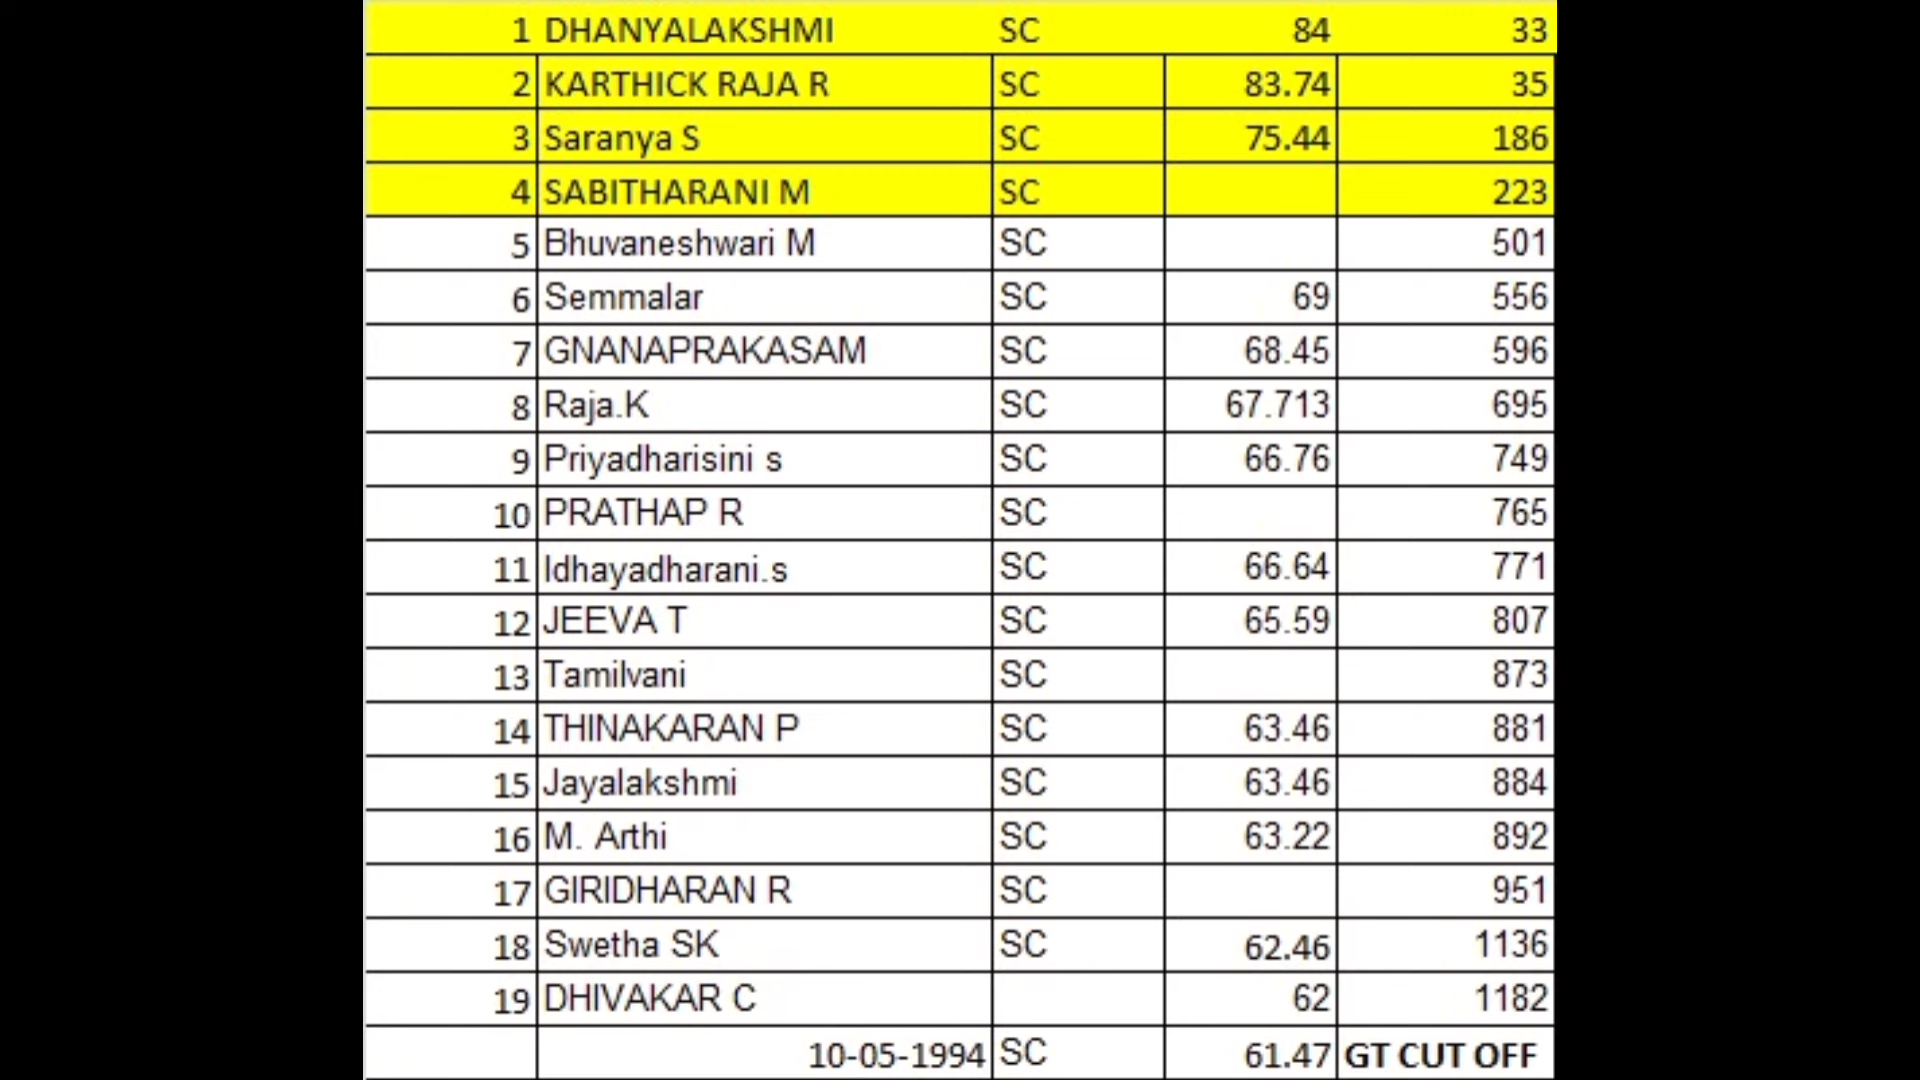 1 DHANYALAKSHMI SC 84 33
2 KARTHICK RAJA R SC 83.74 35
3 Saranya S SC 75.44 186
4 SABITHARANI M SC 223
5 Bhuvaneshwari M SC 501
6 Semmalar SC 69 556
7 GNANAPRAKASAM SC 68.45 596
8 Raja.K SC 67.713 695
9 Priyadharisini s SC 66.76 749
10 PRATHAP R SC 765
11 Idhayadharani.s SC 66.64 771
12 JEEVA T SC 65.59 807
13 Tamilvani SC 873
14 THINAKARAN P SC 63.46 881
15 Jayalakshmi SC 63.46 884
16 M. Arthi SC 63.22 892
17 GIRIDHARAN R SC 951
18 Swetha SK SC 62.46 1136
19 DHIVAKAR C 62 1182
10-05-1994 SC 61.47 GT CUT OFF